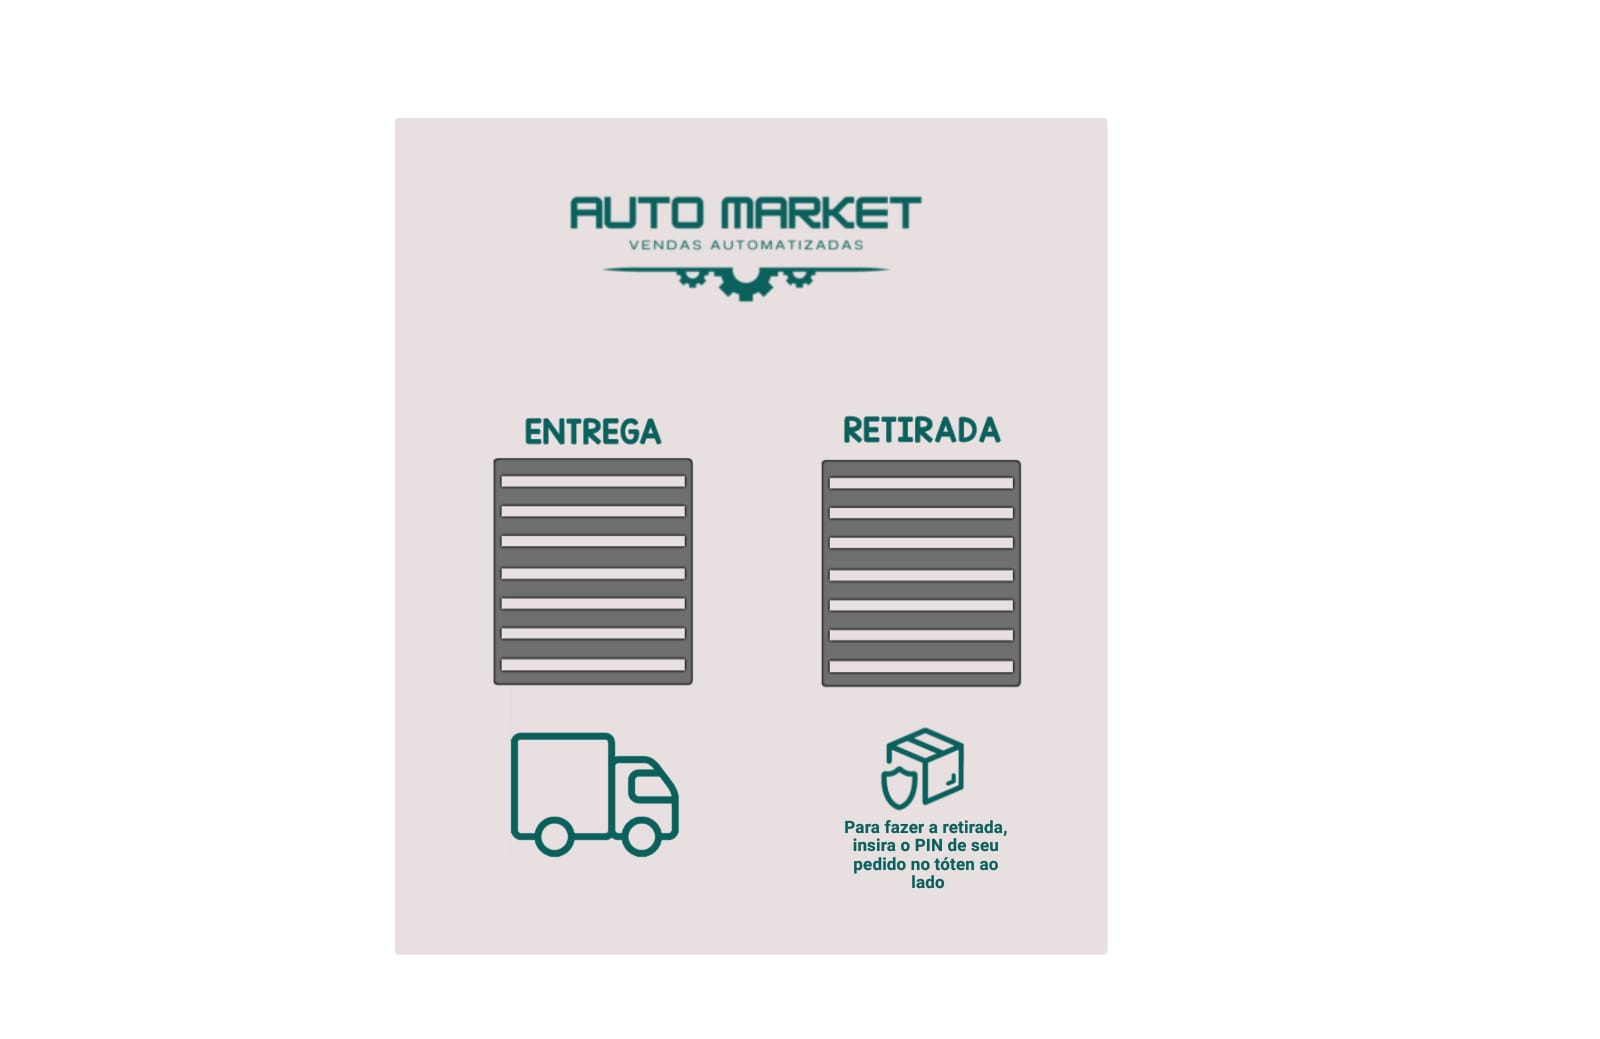 AUTO MARKET
VENDAS AUTOMATIZADAS
ENTREGA
RETIRADA
Para fazer a retirada,
insira o PIN de seu
pedido no tóten ao
lado